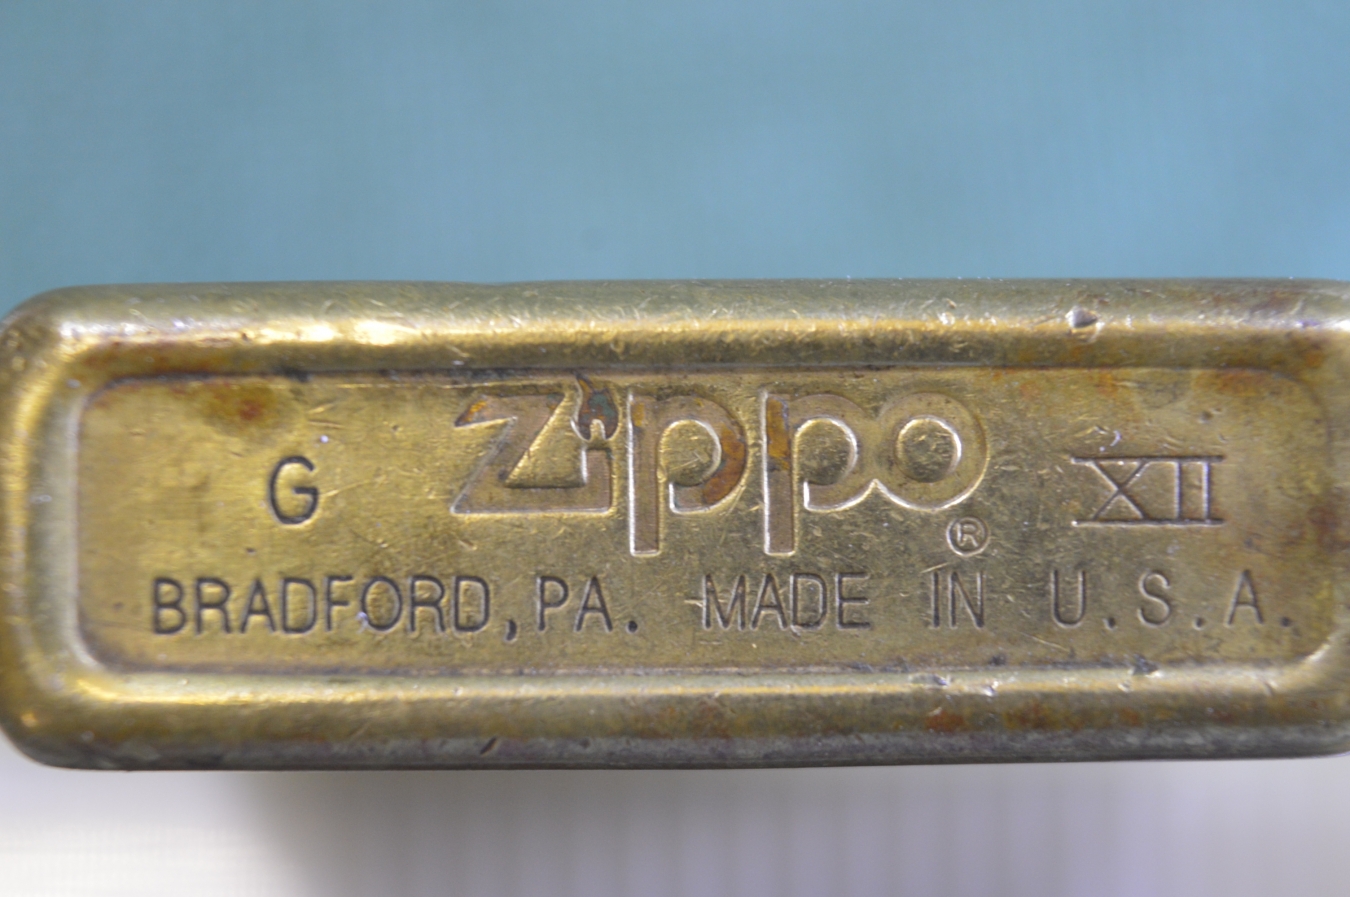 Zippo
G ® XII
BRADFORD, PA. MADE IN U.S.A.